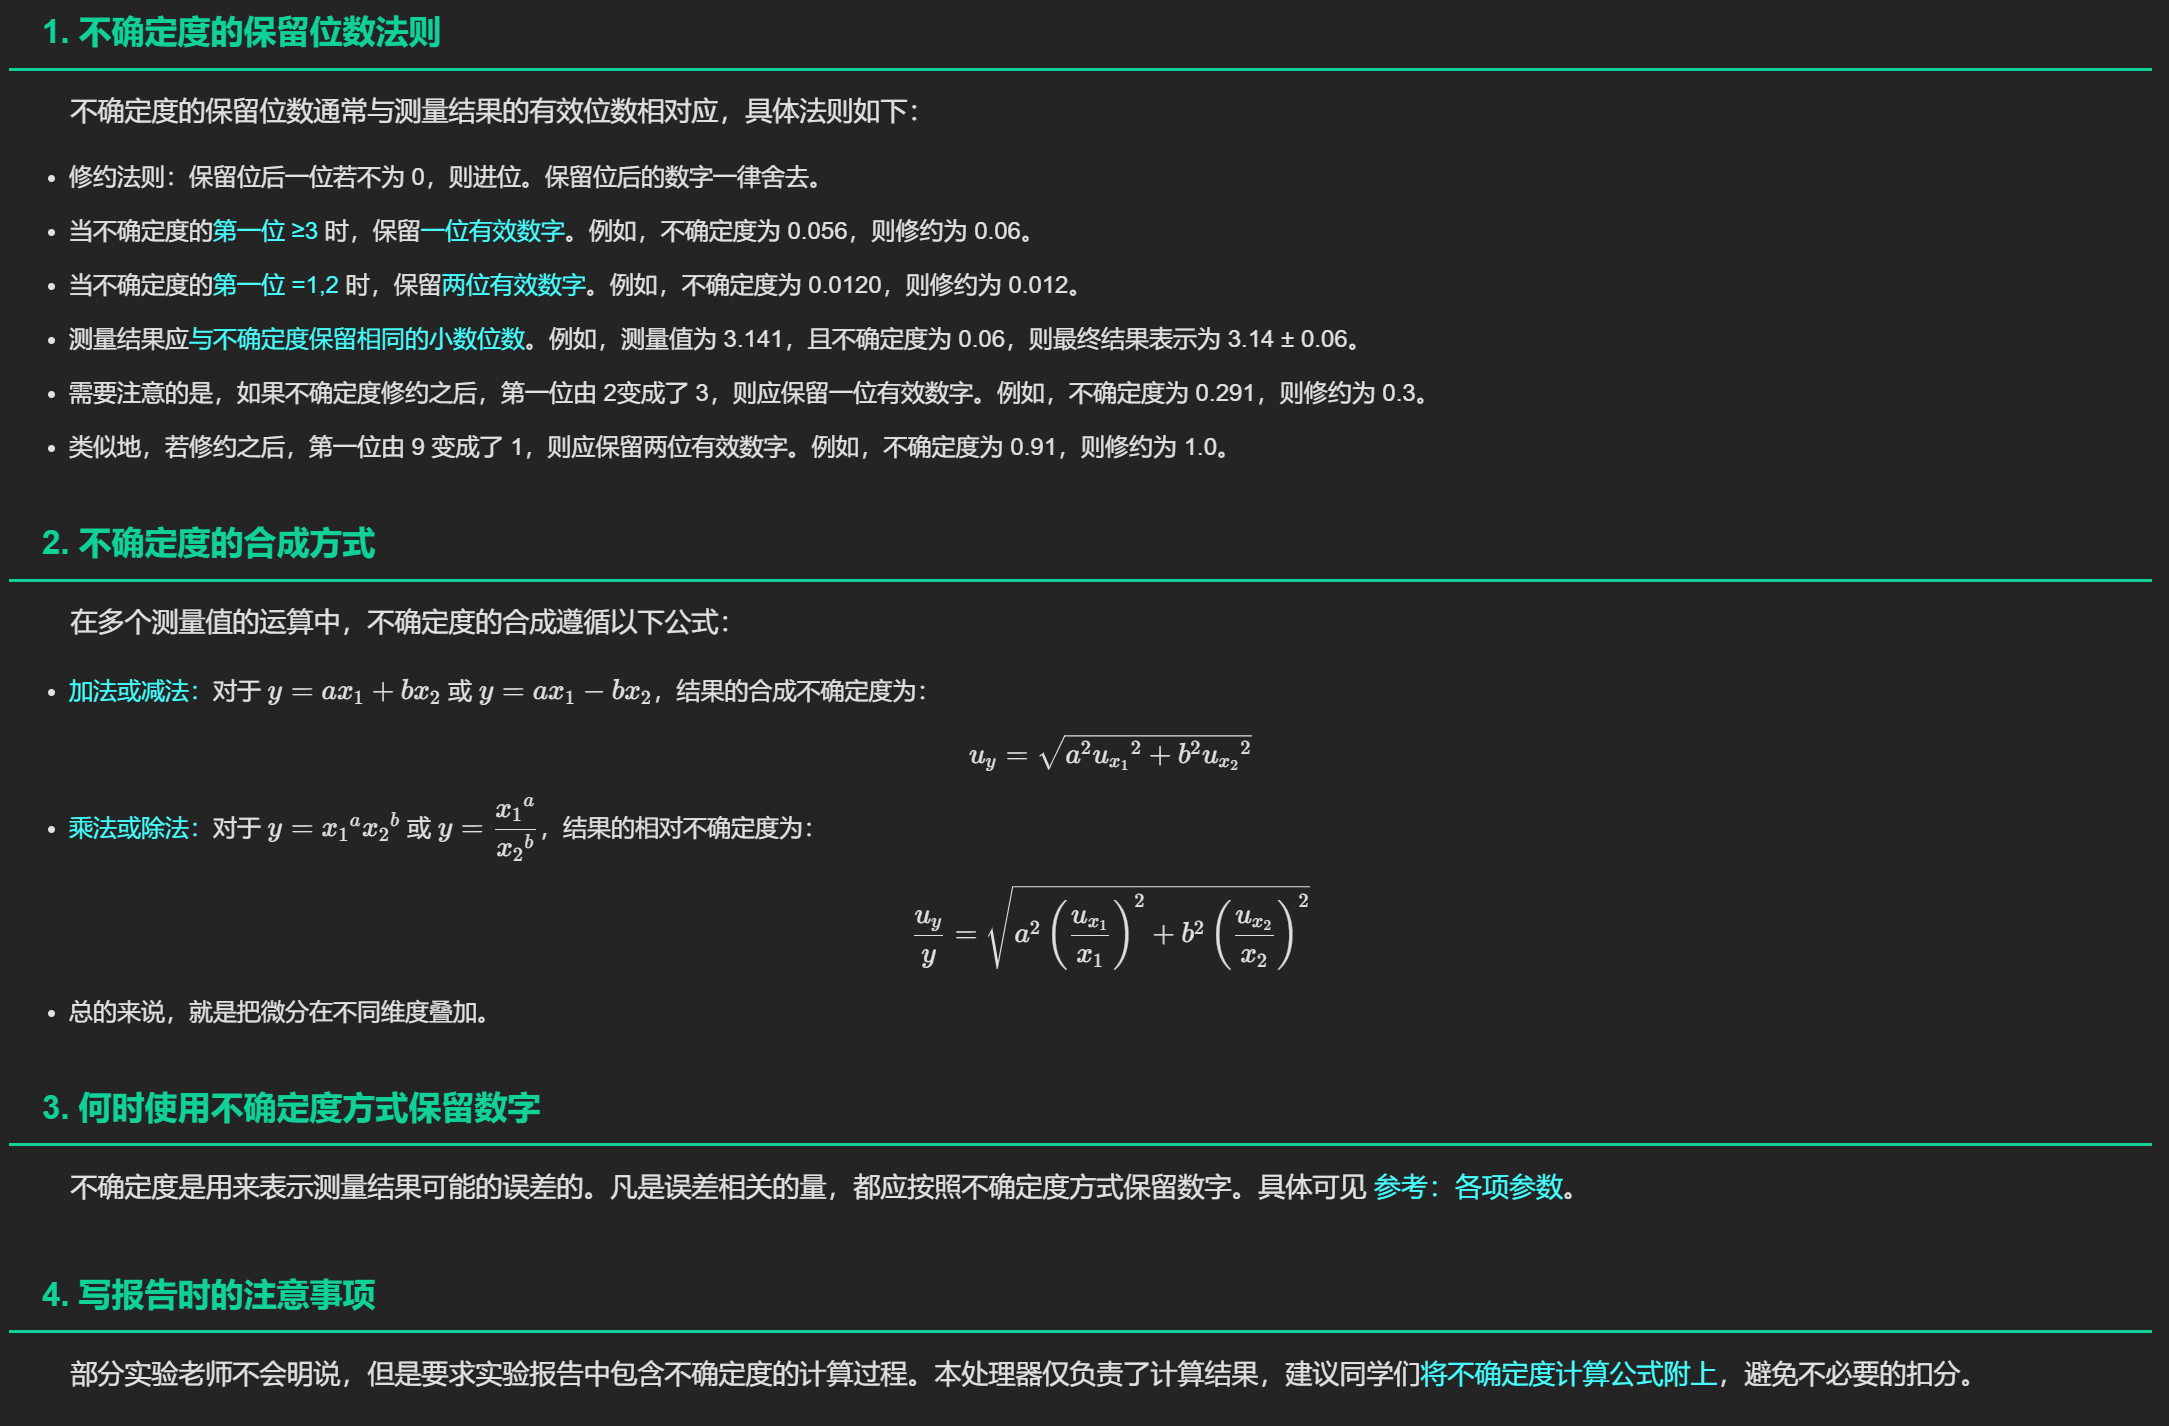 1. 不确定度的保留位数法则
不确定度的保留位数通常与测量结果的有效位数相对应，具体法则如下：
• 修约法则：保留位后一位若不为 0，则进位。保留位后的数字一律舍去。
• 当不确定度的第一位 ≥3 时，保留一位有效数字。例如，不确定度为 0.056，则修约为 0.06。
• 当不确定度的第一位 =1,2 时，保留两位有效数字。例如，不确定度为 0.0120，则修约为 0.012。
• 测量结果应与不确定度保留相同的小数位数。例如，测量值为 3.141，且不确定度为 0.06，则最终结果表示为 3.14 ± 0.06。
• 需要注意的是，如果不确定度修约之后，第一位由 2变成了 3，则应保留一位有效数字。例如，不确定度为 0.291，则修约为 0.3。
• 类似地，若修约之后，第一位由 9 变成了 1，则应保留两位有效数字。例如，不确定度为 0.91，则修约为 1.0。
2. 不确定度的合成方式
在多个测量值的运算中，不确定度的合成遵循以下公式：
• 加法或减法：对于 $y = ax_1 + bx_2$ 或 $y = ax_1 - bx_2$，结果的合成不确定度为：
$u_y = \sqrt{a^2 {u_{x_1}}^2 + b^2 {u_{x_2}}^2}$
• 乘法或除法：对于 $y = {x_1}^a {x_2}^b$ 或 $y = \frac{{x_1}^a}{{x_2}^b}$，结果的相对不确定度为：
$\frac{u_y}{y} = \sqrt{a^2 \left(\frac{u_{x_1}}{x_1}\right)^2 + b^2 \left(\frac{u_{x_2}}{x_2}\right)^2}$
• 总的来说，就是把微分在不同维度叠加。
3. 何时使用不确定度方式保留数字
不确定度是用来表示测量结果可能的误差的。凡是误差相关的量，都应按照不确定度方式保留数字。具体可见 参考：各项参数。
4. 写报告时的注意事项
部分实验老师不会明说，但是要求实验报告中包含不确定度的计算过程。本处理器仅负责了计算结果，建议同学们将不确定度计算公式附上，避免不必要的扣分。